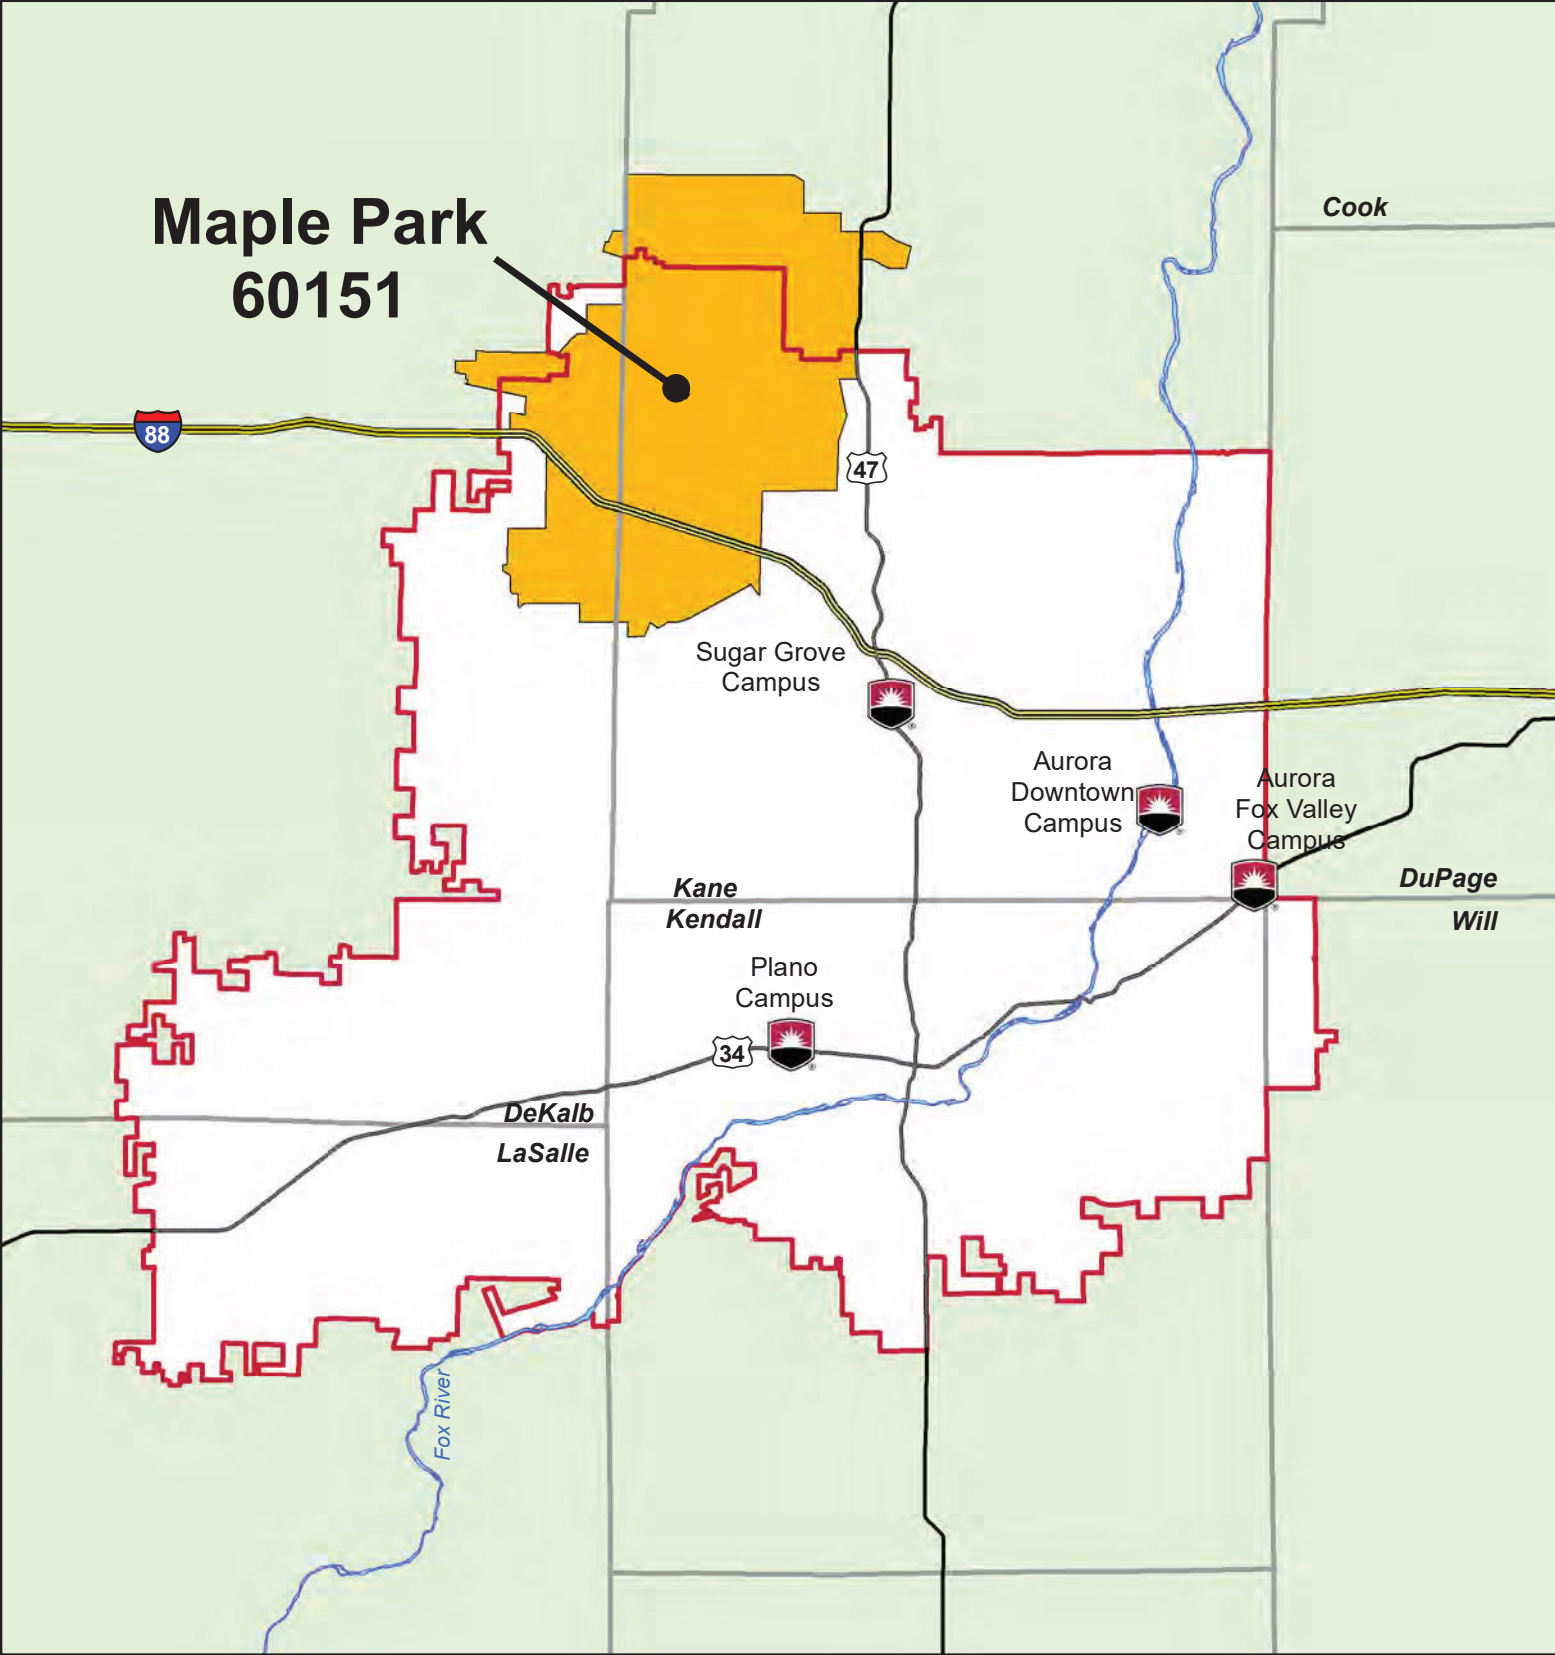 Maple Park
60151
Cook
88
47
Sugar Grove
Campus
Aurora
Downtown
Campus
Aurora
Fox Valley
Campus
Kane
Kendall
DuPage
Will
Plano
Campus
34
DeKalb
LaSalle
Fox River